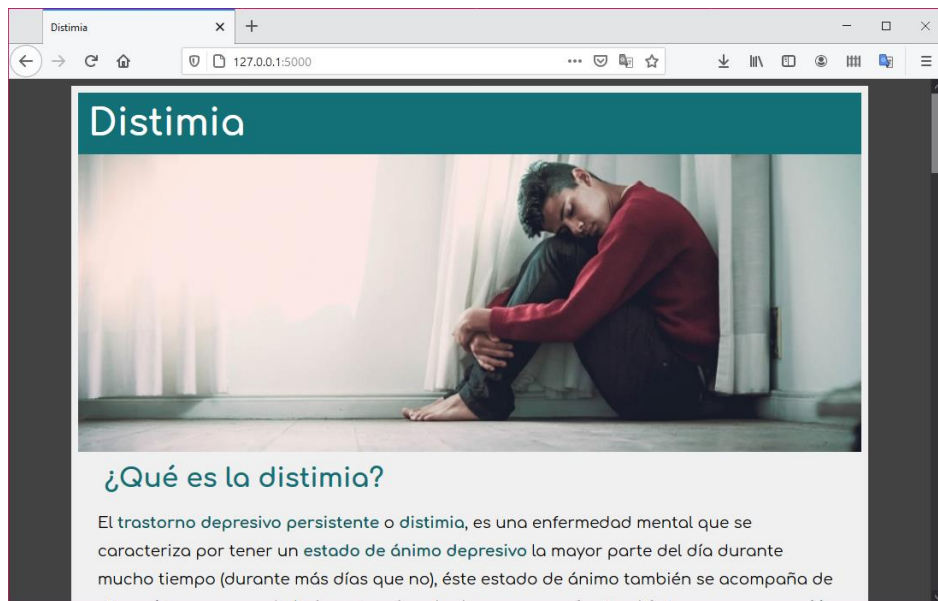 Distimia
127.0.0.1:5000
Distimia
¿Qué es la distimia?
El trastorno depresivo persistente o distimia, es una enfermedad mental que se
caracteriza por tener un estado de ánimo depresivo la mayor parte del día durante
mucho tiempo (durante más días que no), éste estado de ánimo también se acompaña de